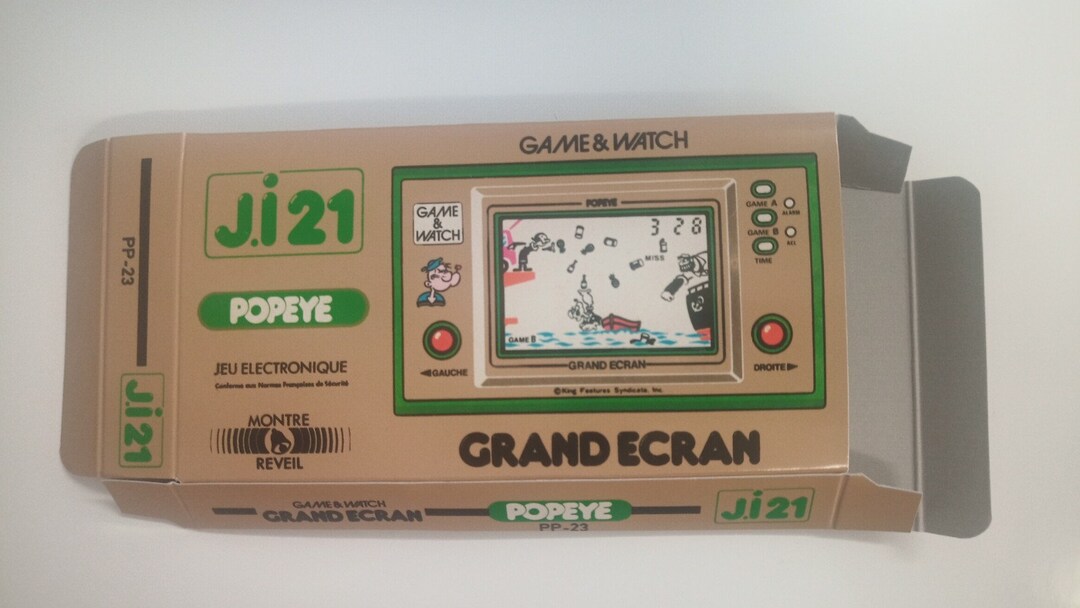 GAME & WATCH
J.i 21
POPEYE
JEU ELECTRONIQUE
Conforme aux Normes Françaises de Sécurité
MONTRE
REVEIL
GAME
&
WATCH
POPEYE
3 28
MISS
GAME B
GRAND ECRAN
©King Features Syndicate, Inc.
◀GAUCHE
DROITE▶
GAME A
ALARM
GAME B
ACL
TIME
GRAND ECRAN
PP-23
J.i 21
GAME & WATCH
GRAND ECRAN
POPEYE
PP-23
J.i 21